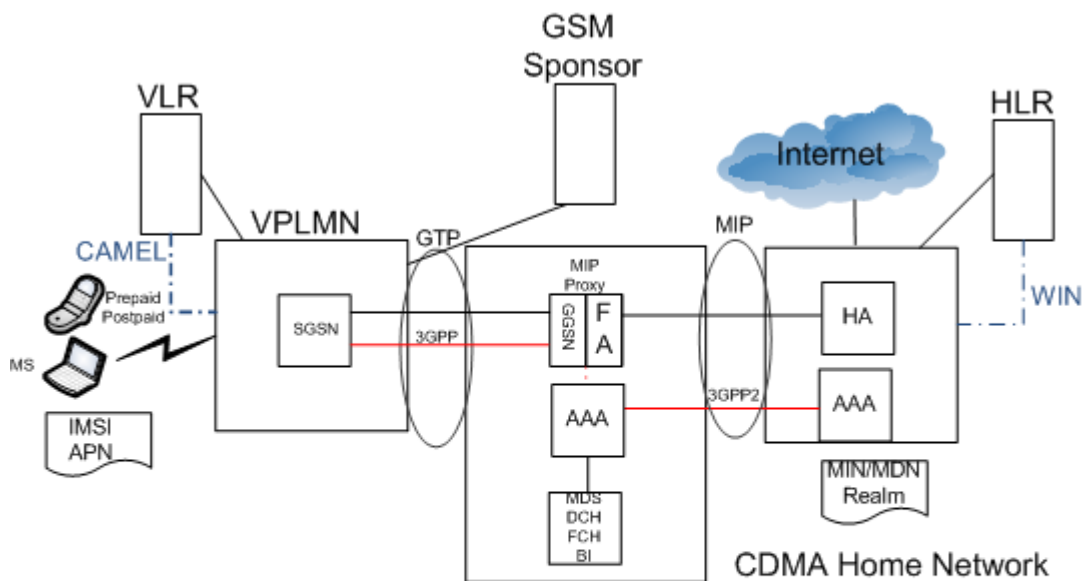 GSM
Sponsor
VLR
HLR
Internet
VPLMN
GTP
MIP
CAMEL
MIP
Proxy
WIN
Prepaid
Postpaid
SGSN
3GPP
GGSN
F
A
HA
MS
AAA
3GPP2
AAA
IMSI
APN
MIN/MDN
Realm
MDS
DCH
FCH
BI
CDMA Home Network